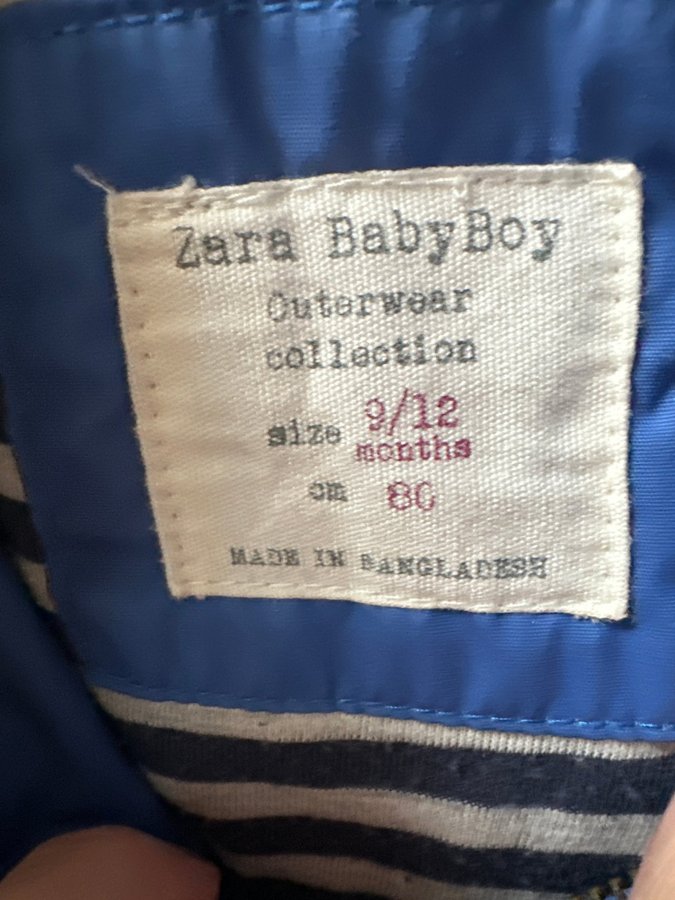 Zara BabyBoy
Outerwear
collection
size 9/12
months
cm 80
MADE IN BANGLADESH